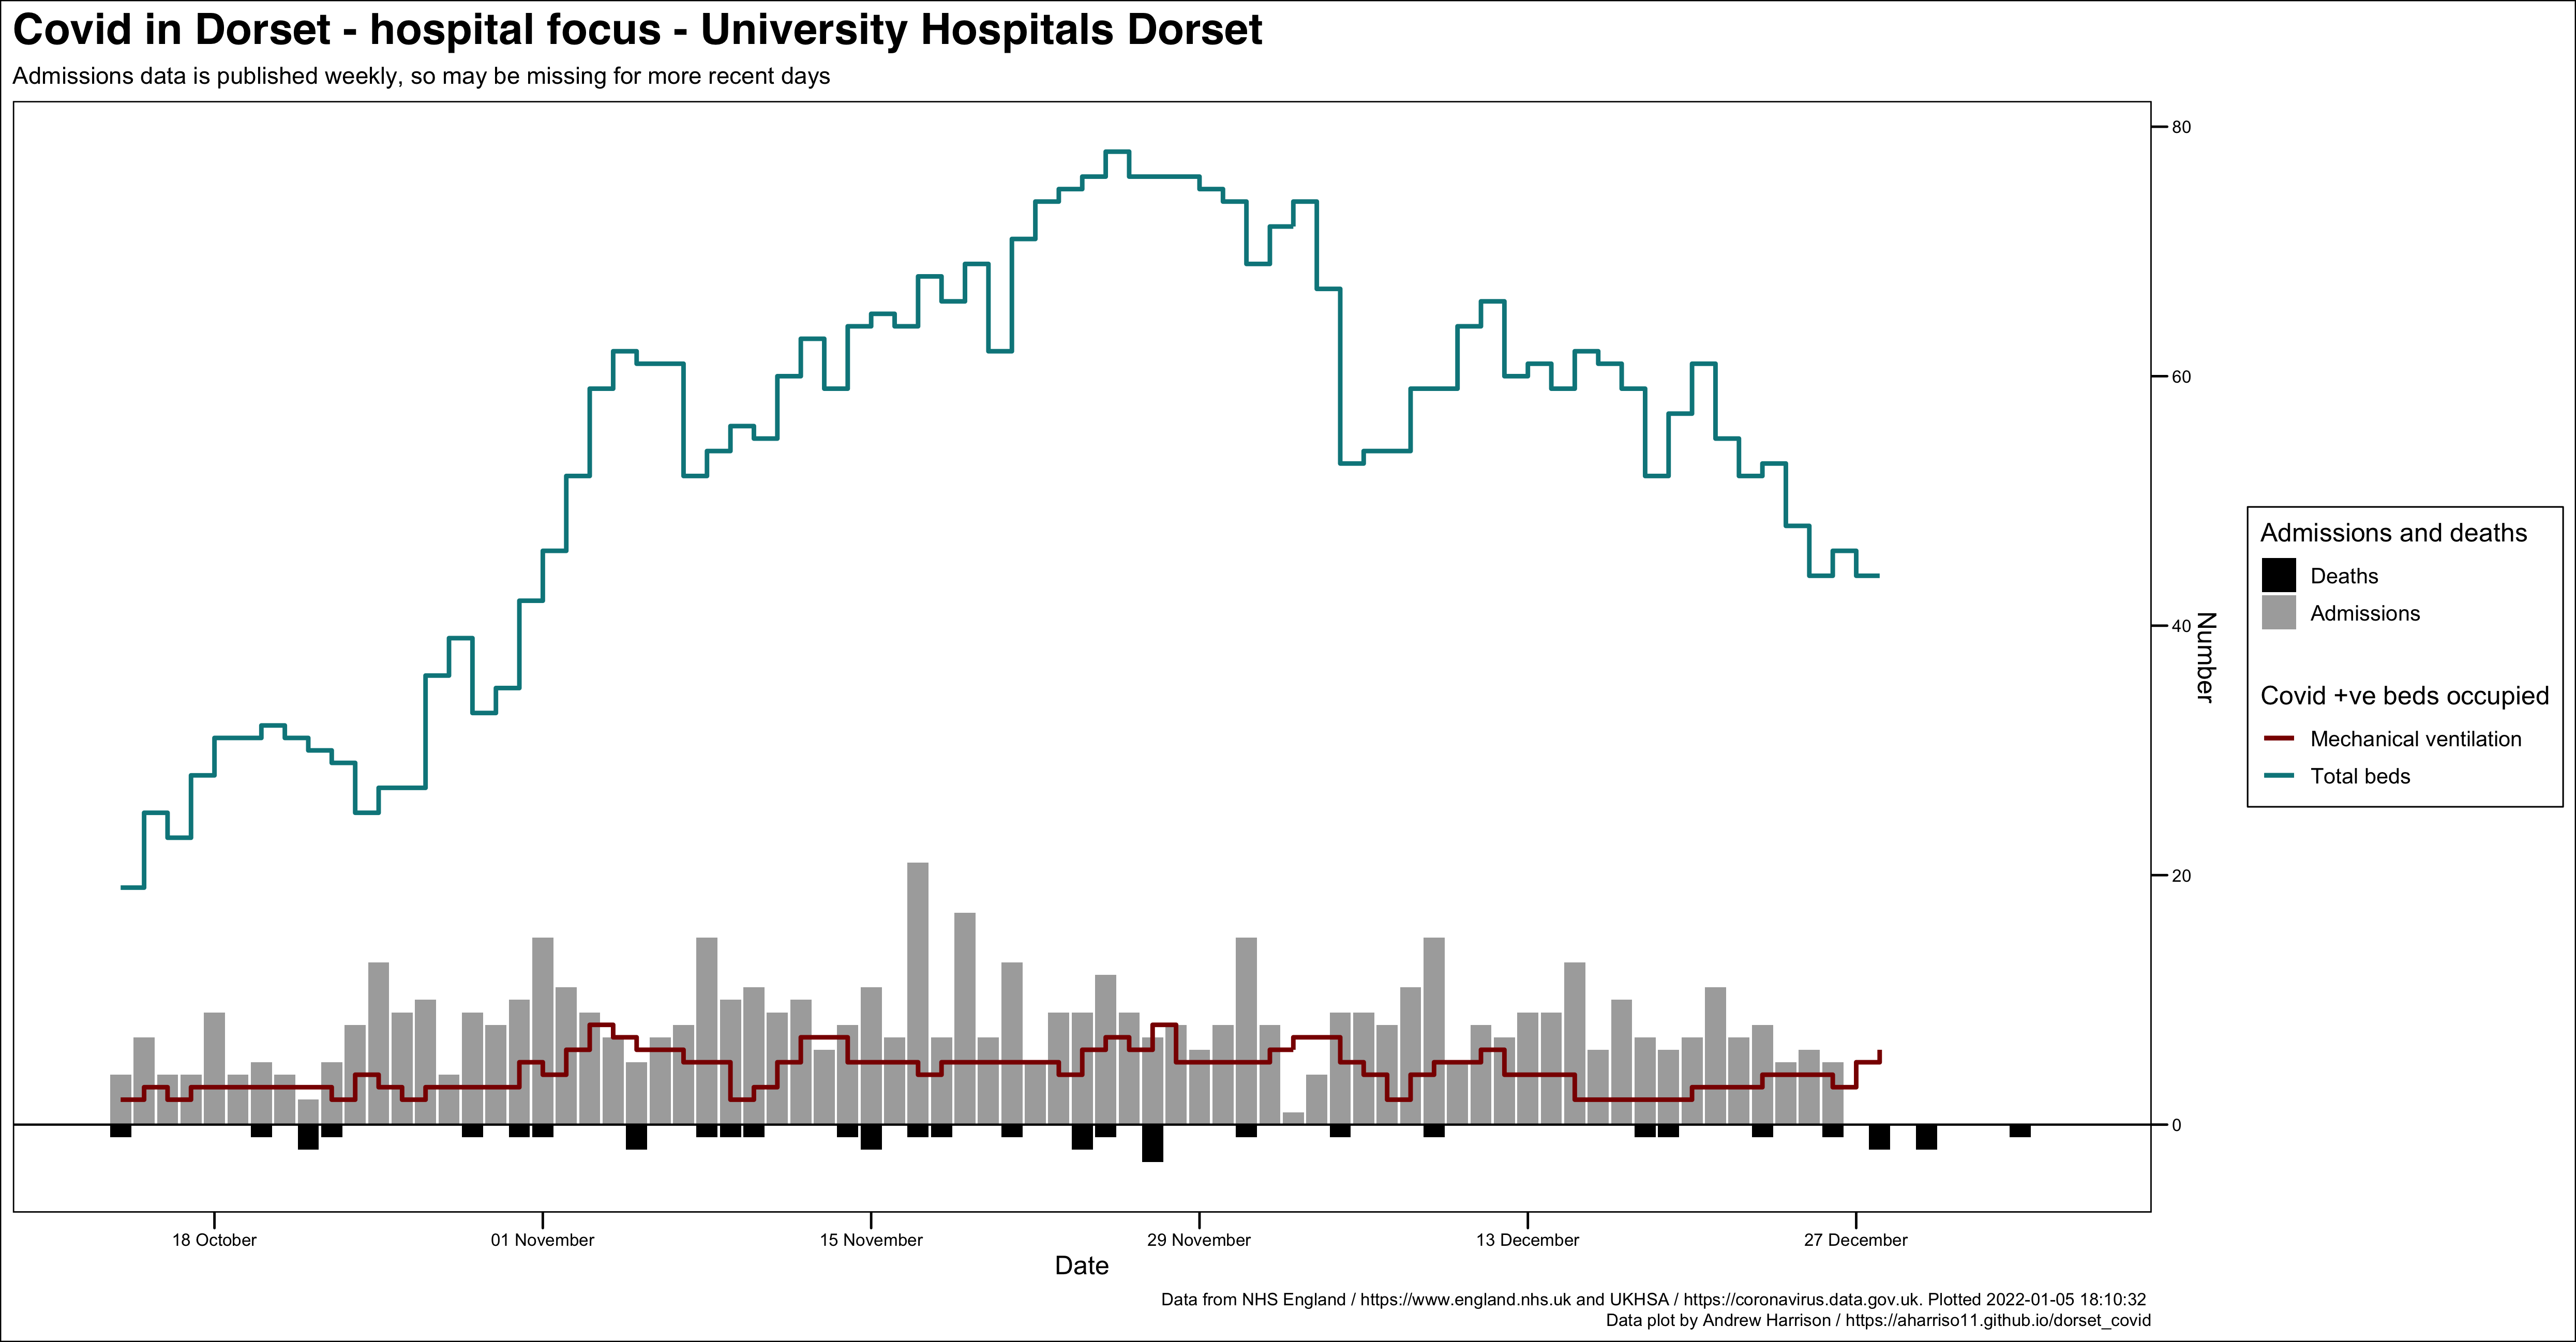 Covid in Dorset - hospital focus - University Hospitals Dorset
Admissions data is published weekly, so may be missing for more recent days
80
60
40
20
0
Number
Admissions and deaths
Deaths
Admissions
Covid +ve beds occupied
Mechanical ventilation
Total beds
18 October
01 November
15 November
29 November
13 December
27 December
Date
Data from NHS England / https://www.england.nhs.uk and UKHSA / https://coronavirus.data.gov.uk. Plotted 2022-01-05 18:10:32
Data plot by Andrew Harrison / https://aharriso11.github.io/dorset_covid